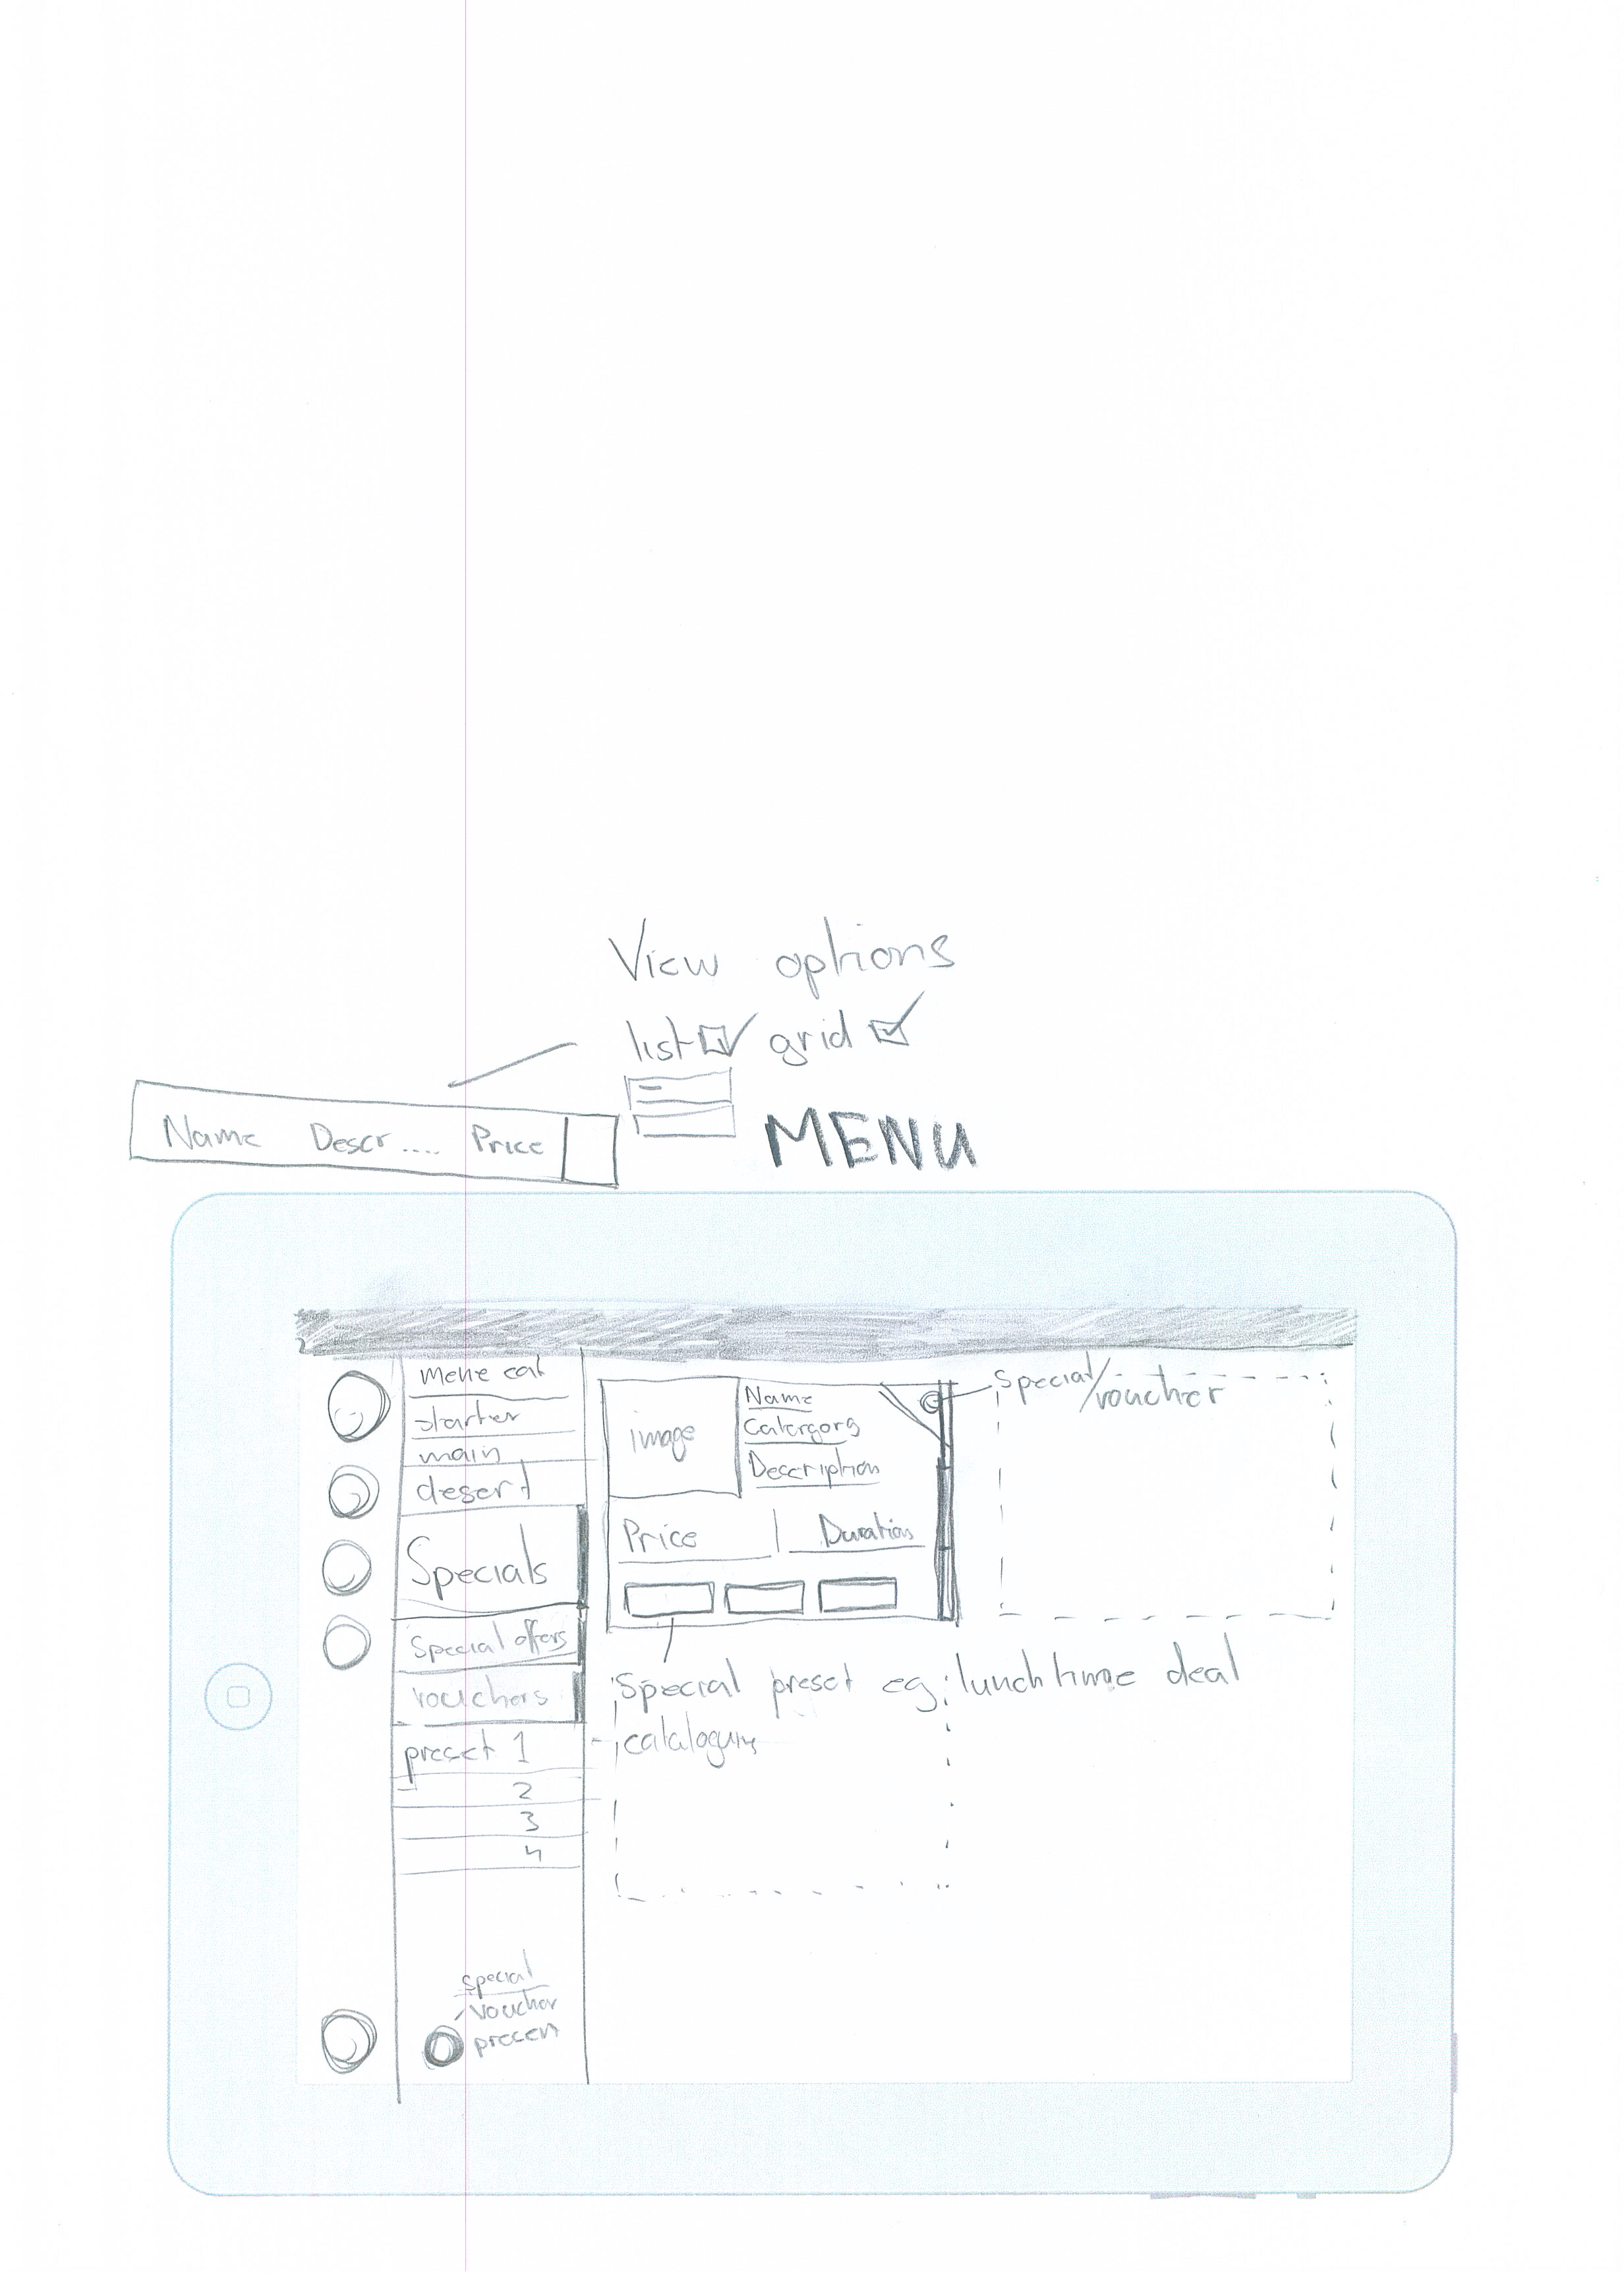 View options
list grid
Name Descr.... Price
MENU
Menu cat
starter
main
desert
Specials
Special offers
vouchers
preset 1
2
3
4
special
voucher
presen
image
Name
Catergory
Description
Price
Duration
special/voucher
Special preset eg: lunch time deal